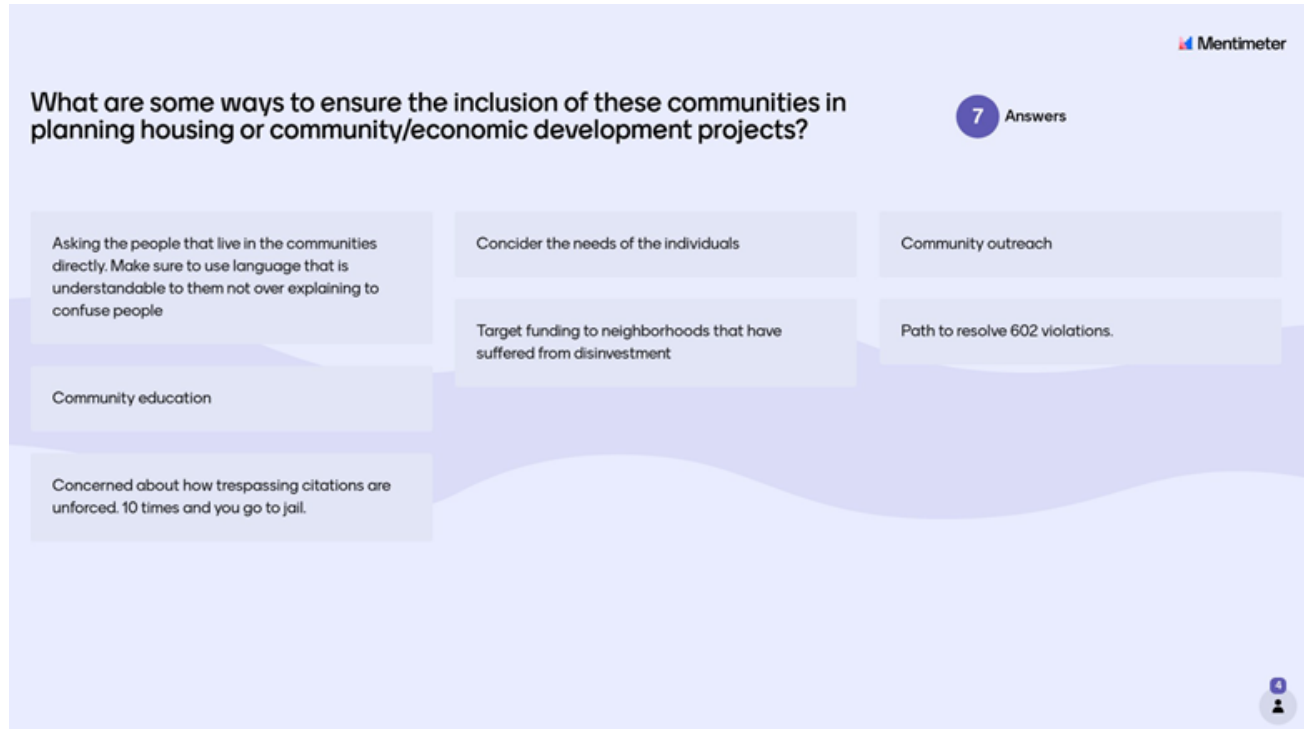 Mentimeter
What are some ways to ensure the inclusion of these communities in
planning housing or community/economic development projects?
7 Answers
Asking the people that live in the communities
directly. Make sure to use language that is
understandable to them not over explaining to
confuse people
Community education
Concerned about how trespassing citations are
unforced. 10 times and you go to jail.
Concider the needs of the individuals
Target funding to neighborhoods that have
suffered from disinvestment
Community outreach
Path to resolve 602 violations.
4